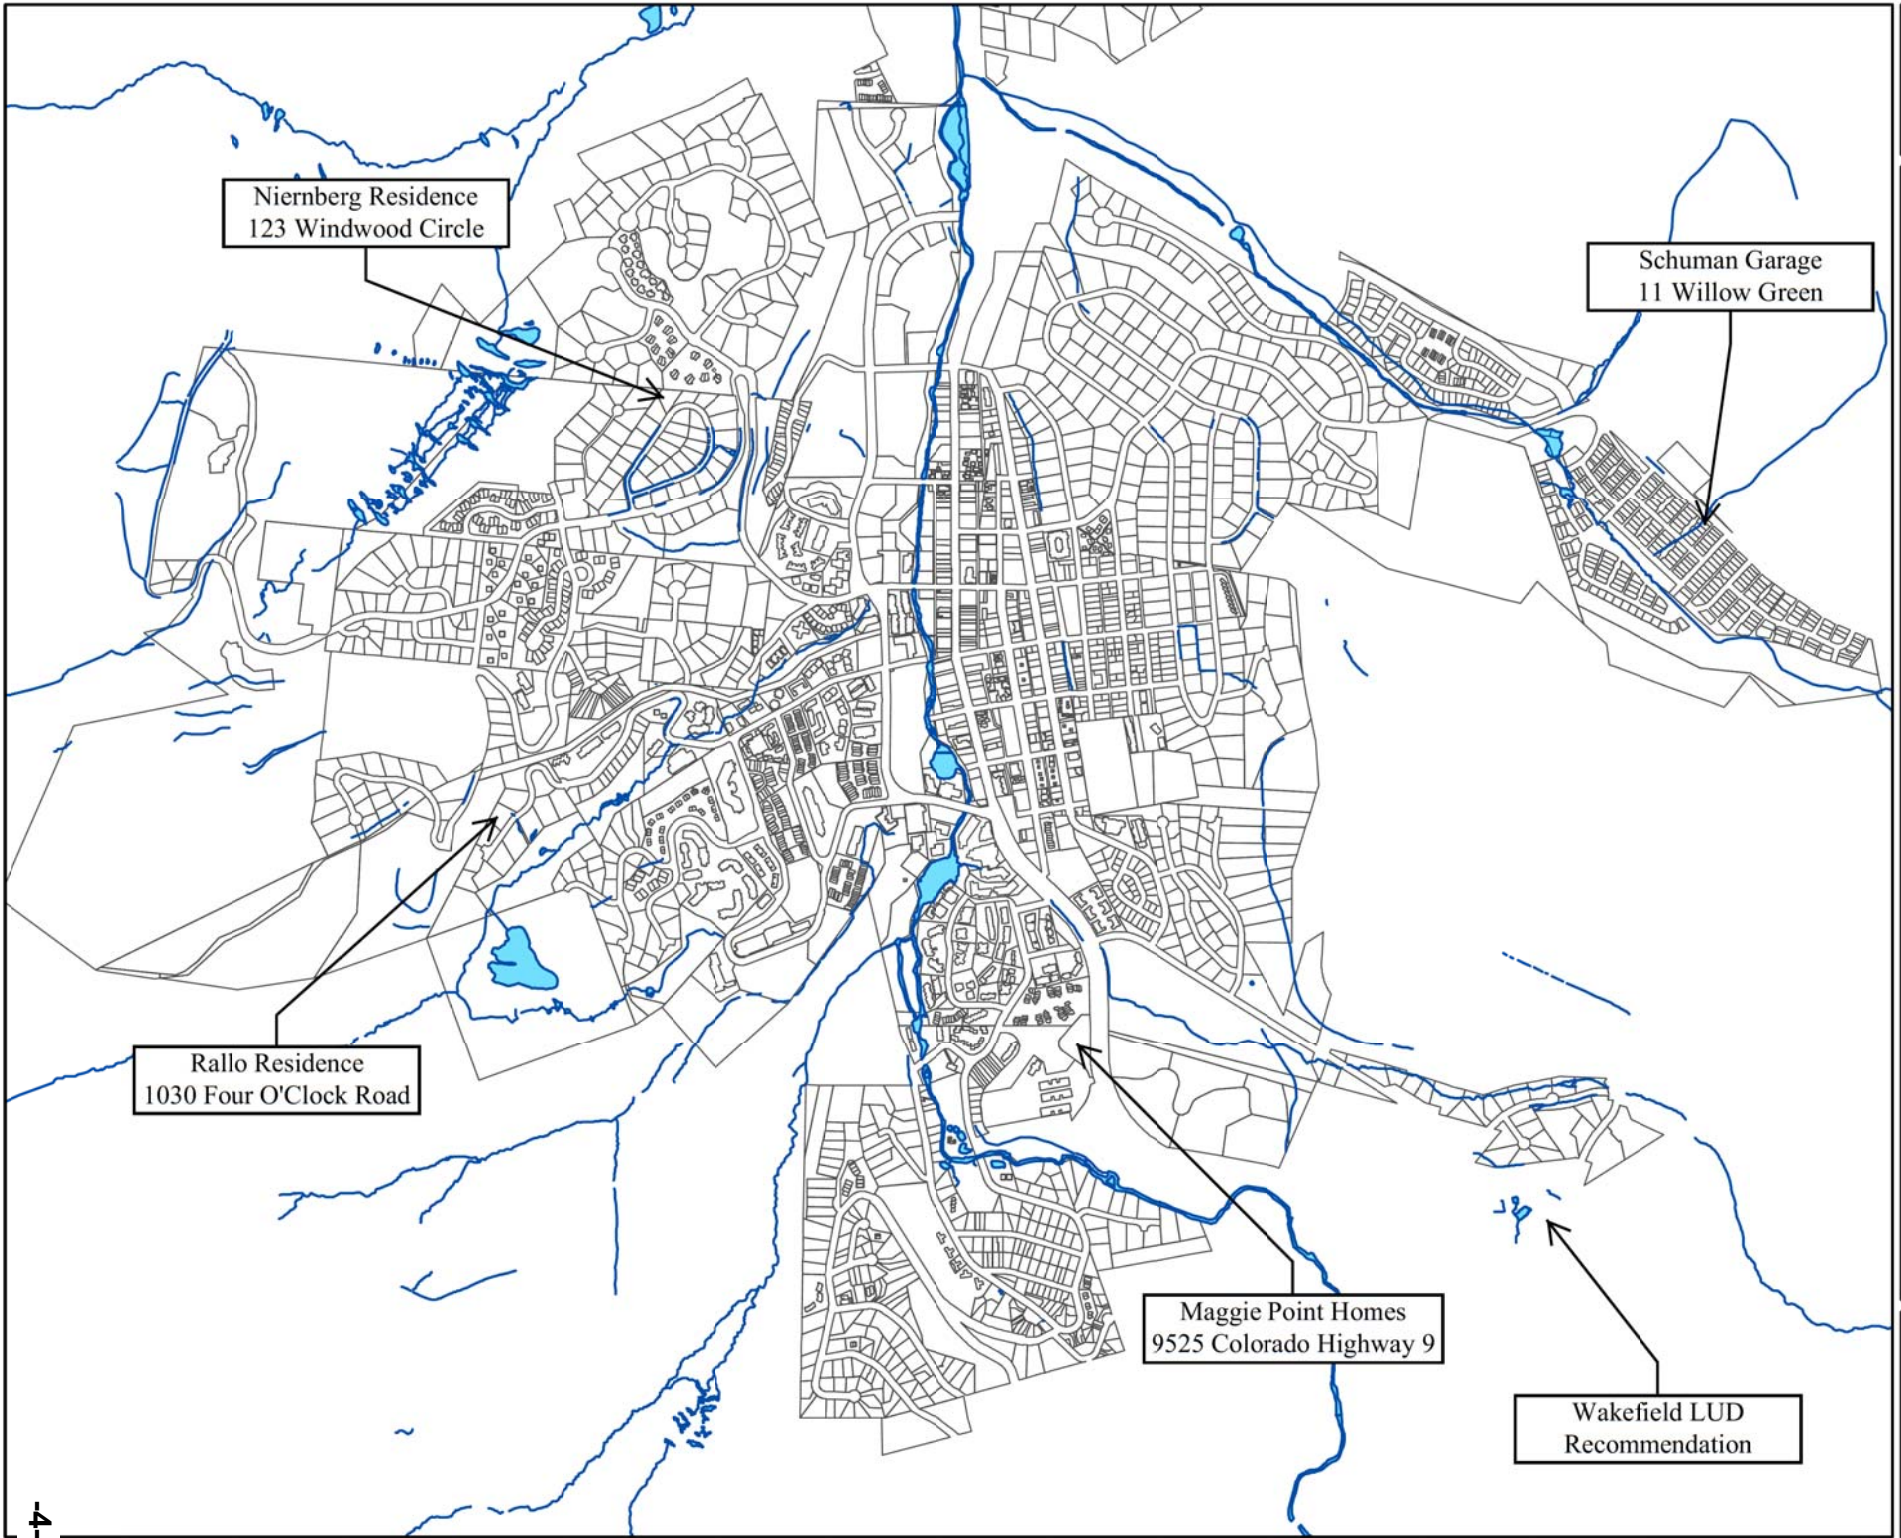 Niernberg Residence
123 Windwood Circle
Schuman Garage
11 Willow Green
Rallo Residence
1030 Four O'Clock Road
Maggie Point Homes
9525 Colorado Highway 9
Wakefield LUD
Recommendation
-4-